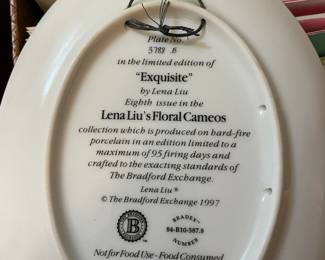 Plate No.
in the limited edition of
"Exquisite"
by Lena Liu
Eighth issue in the
Lena Liu's Floral Cameos
collection which is produced on hard-fire
porcelain in an edition limited to a
maximum of 95 firing days and
crafted to the exacting standards of
The Bradford Exchange.
Lena Liu ®
© The Bradford Exchange 1997
B
BRADEX
84-B10-587.8
NUMBER
Not for Food Use - Food Consumed